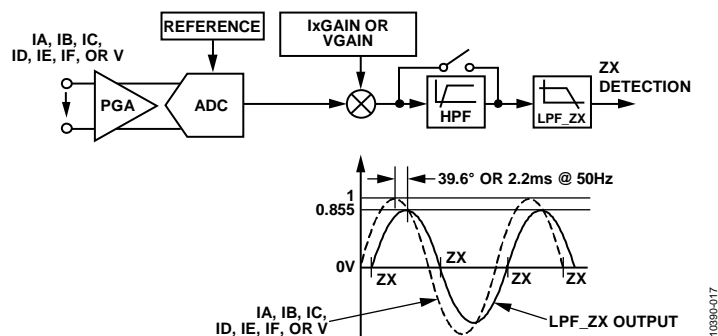 REFERENCE
IxGAIN OR
VGAIN
IA, IB, IC,
ID, IE, IF, OR V
PGA
ADC
HPF
LPF_ZX
ZX
DETECTION
39.6° OR 2.2ms @ 50Hz
1
0.855
0V
ZX
ZX
ZX
ZX
IA, IB, IC,
ID, IE, IF, OR V
LPF_ZX OUTPUT
10390-017